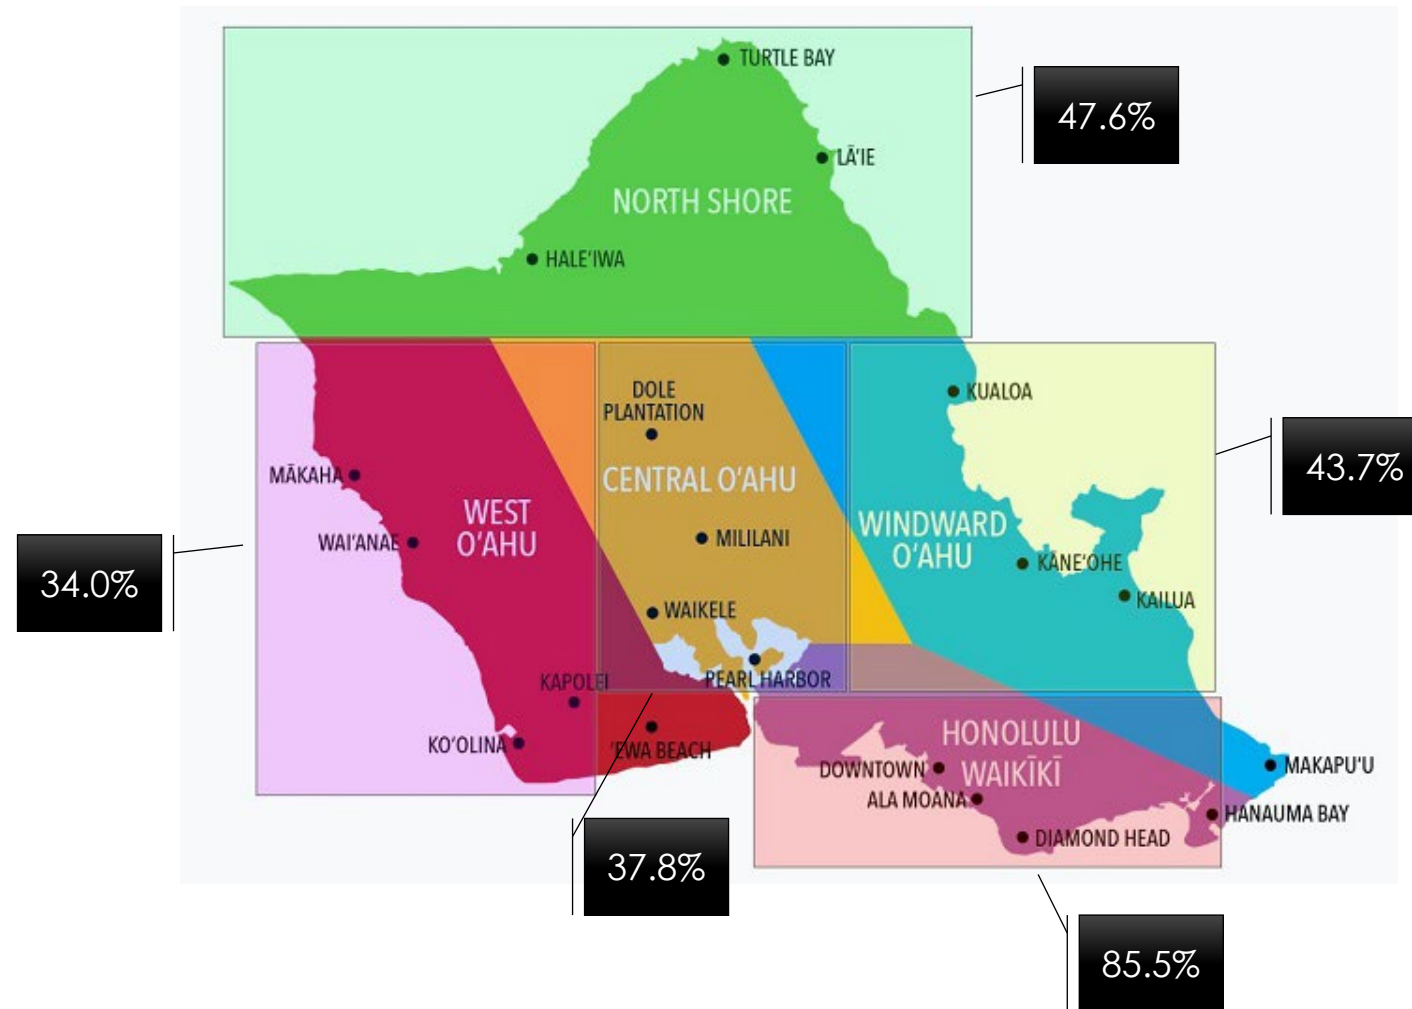 TURTLE BAY
47.6%
LĀ‘IE
NORTH SHORE
HALE‘IWA
DOLE
PLANTATION
KUALOA
43.7%
MĀKAHA
CENTRAL O‘AHU
WEST
O‘AHU
WINDWARD
O‘AHU
WAI‘ANAE
MILILANI
KĀNE‘OHE
34.0%
KAILUA
WAIKELE
KAPOLEI
PEARL HARBOR
KO‘OLINA
‘EWA BEACH
HONOLULU
WAIKĪKĪ
DOWNTOWN
MAKAPU‘U
ALA MOANA
HANAUMA BAY
DIAMOND HEAD
37.8%
85.5%